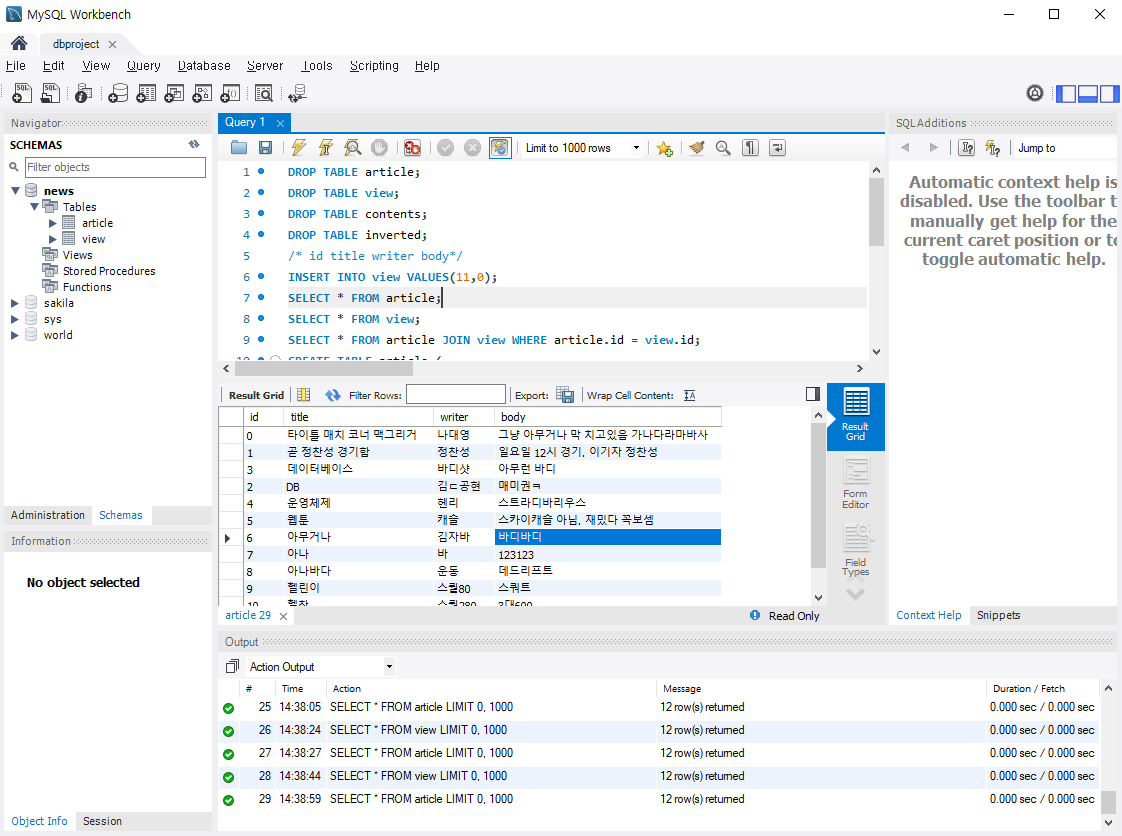 MySQL Workbench
dbproject
File Edit View Query Database Server Tools Scripting Help
Navigator
SCHEMAS
Filter objects
news
Tables
article
view
Views
Stored Procedures
Functions
sakila
sys
world
Administration Schemas
Information
No object selected
Object Info Session
Query 1
Limit to 1000 rows
1 DROP TABLE article;
2 DROP TABLE view;
3 DROP TABLE contents;
4 DROP TABLE inverted;
5 /* id title writer body*/
6 INSERT INTO view VALUES(11,0);
7 SELECT * FROM article;
8 SELECT * FROM view;
9 SELECT * FROM article JOIN view WHERE article.id = view.id;
10 CREATE TABLE article (
Result Grid Filter Rows: Export: Wrap Cell Content:
id title writer body
0 타이틀 매치 코너 맥그리거 나대영 그냥 아무거나 막 치고있음 가나다라마바사
1 곧 정찬성 경기함 정찬성 일요일 12시 경기, 이기자 정찬성
3 데이터베이스 바디샷 아무런 바디
2 DB 김ㄷ공현 매미권ㅋ
4 운영체제 헨리 스트라디바리우스
5 웹툰 캐슬 스카이캐슬 아님, 재밌다 꼭보셈
6 아무거나 김자바 바디바디
7 아나 바 123123
8 아나바다 운동 데드리프트
9 헬린이 스쿼80 스쿼트
10 헬창 3대600
Result Grid
Form Editor
Field Types
article 29
Read Only
SQLAdditions
Jump to
Automatic context help is
disabled. Use the toolbar t
manually get help for the
current caret position or to
toggle automatic help.
Context Help Snippets
Output
Action Output
# Time Action Message Duration / Fetch
25 14:38:05 SELECT * FROM article LIMIT 0, 1000 12 row(s) returned 0.000 sec / 0.000 sec
26 14:38:24 SELECT * FROM view LIMIT 0, 1000 12 row(s) returned 0.000 sec / 0.000 sec
27 14:38:27 SELECT * FROM article LIMIT 0, 1000 12 row(s) returned 0.000 sec / 0.000 sec
28 14:38:44 SELECT * FROM view LIMIT 0, 1000 12 row(s) returned 0.000 sec / 0.000 sec
29 14:38:59 SELECT * FROM article LIMIT 0, 1000 12 row(s) returned 0.000 sec / 0.000 sec